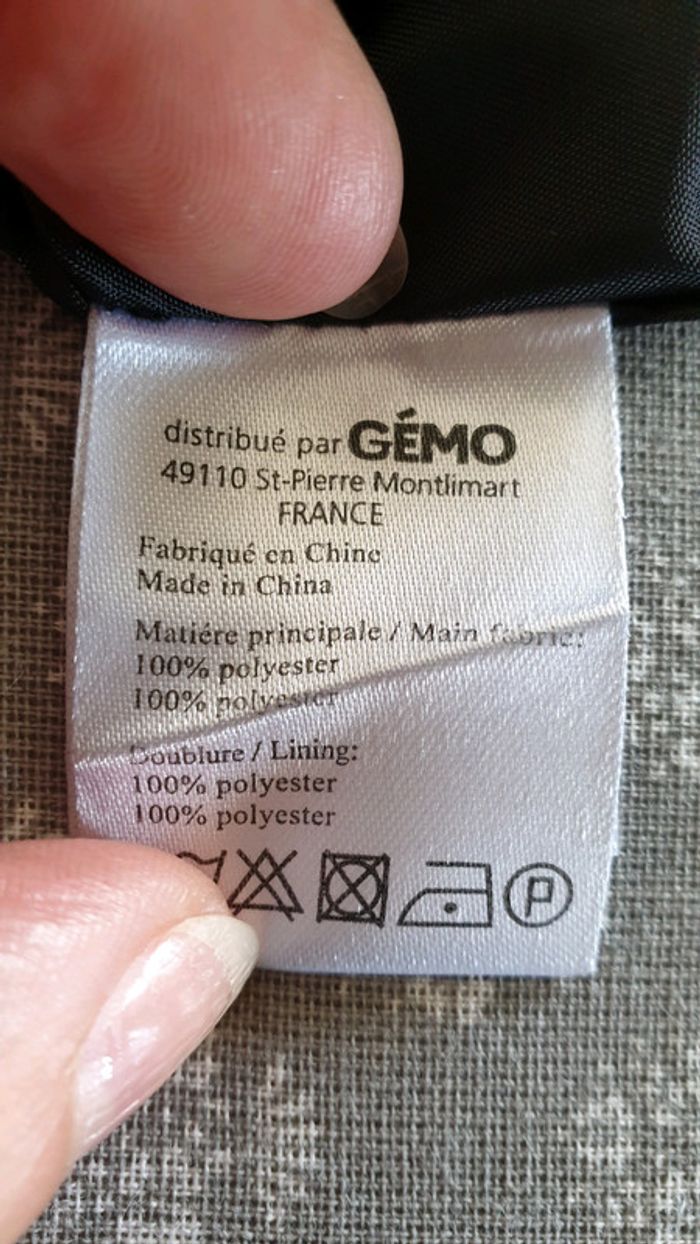 distribué par GÉMO
49110 St-Pierre Montlimart
FRANCE
Fabriqué en Chine
Made in China
Matiére principale / Main fabric:
100% polyester
100% polyester
Doublure / Lining:
100% polyester
100% polyester
P